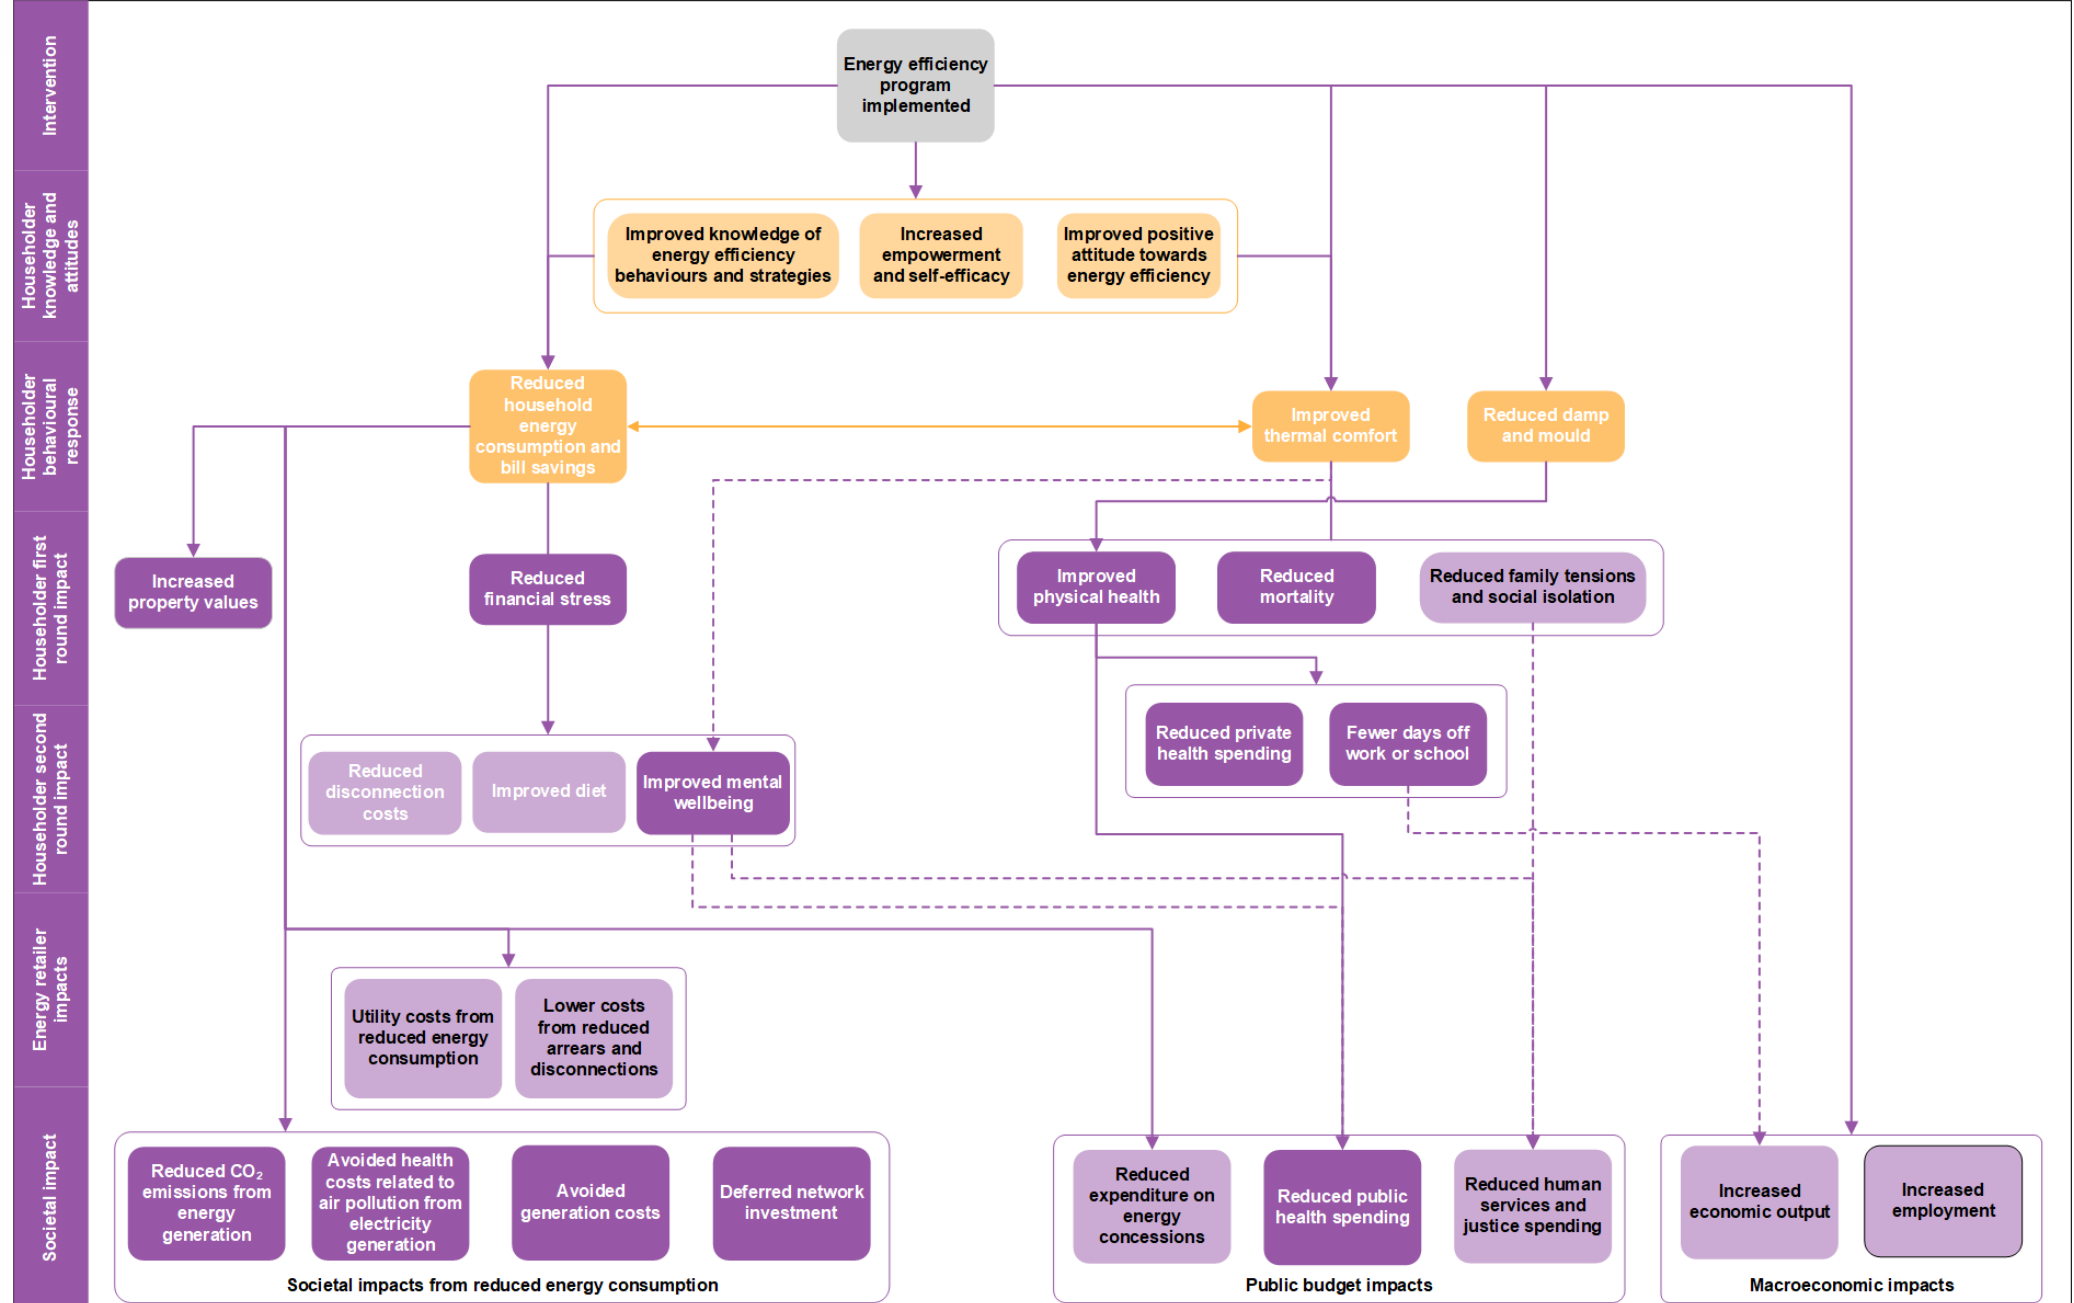 Intervention
Energy efficiency
program
implemented
Householder
knowledge and
attitudes
Improved knowledge of
energy efficiency
behaviours and strategies
Increased
empowerment
and self-efficacy
Improved positive
attitude towards
energy efficiency
Householder
behavioural
response
Reduced
household
energy
consumption and
bill savings
Improved
thermal comfort
Reduced damp
and mould
Householder first
round impact
Increased
property values
Reduced
financial stress
Improved
physical health
Reduced
mortality
Reduced family tensions
and social isolation
Householder second
round impact
Reduced private
health spending
Fewer days off
work or school
Reduced
disconnection
costs
Improved diet
Improved mental
wellbeing
Energy retailer
impacts
Utility costs from
reduced energy
consumption
Lower costs
from reduced
arrears and
disconnections
Societal impact
Reduced CO₂
emissions from
energy
generation
Avoided health
costs related to
air pollution from
electricity
generation
Avoided
generation costs
Deferred network
investment
Societal impacts from reduced energy consumption
Reduced
expenditure on
energy
concessions
Reduced public
health spending
Reduced human
services and
justice spending
Public budget impacts
Increased
economic output
Increased
employment
Macroeconomic impacts